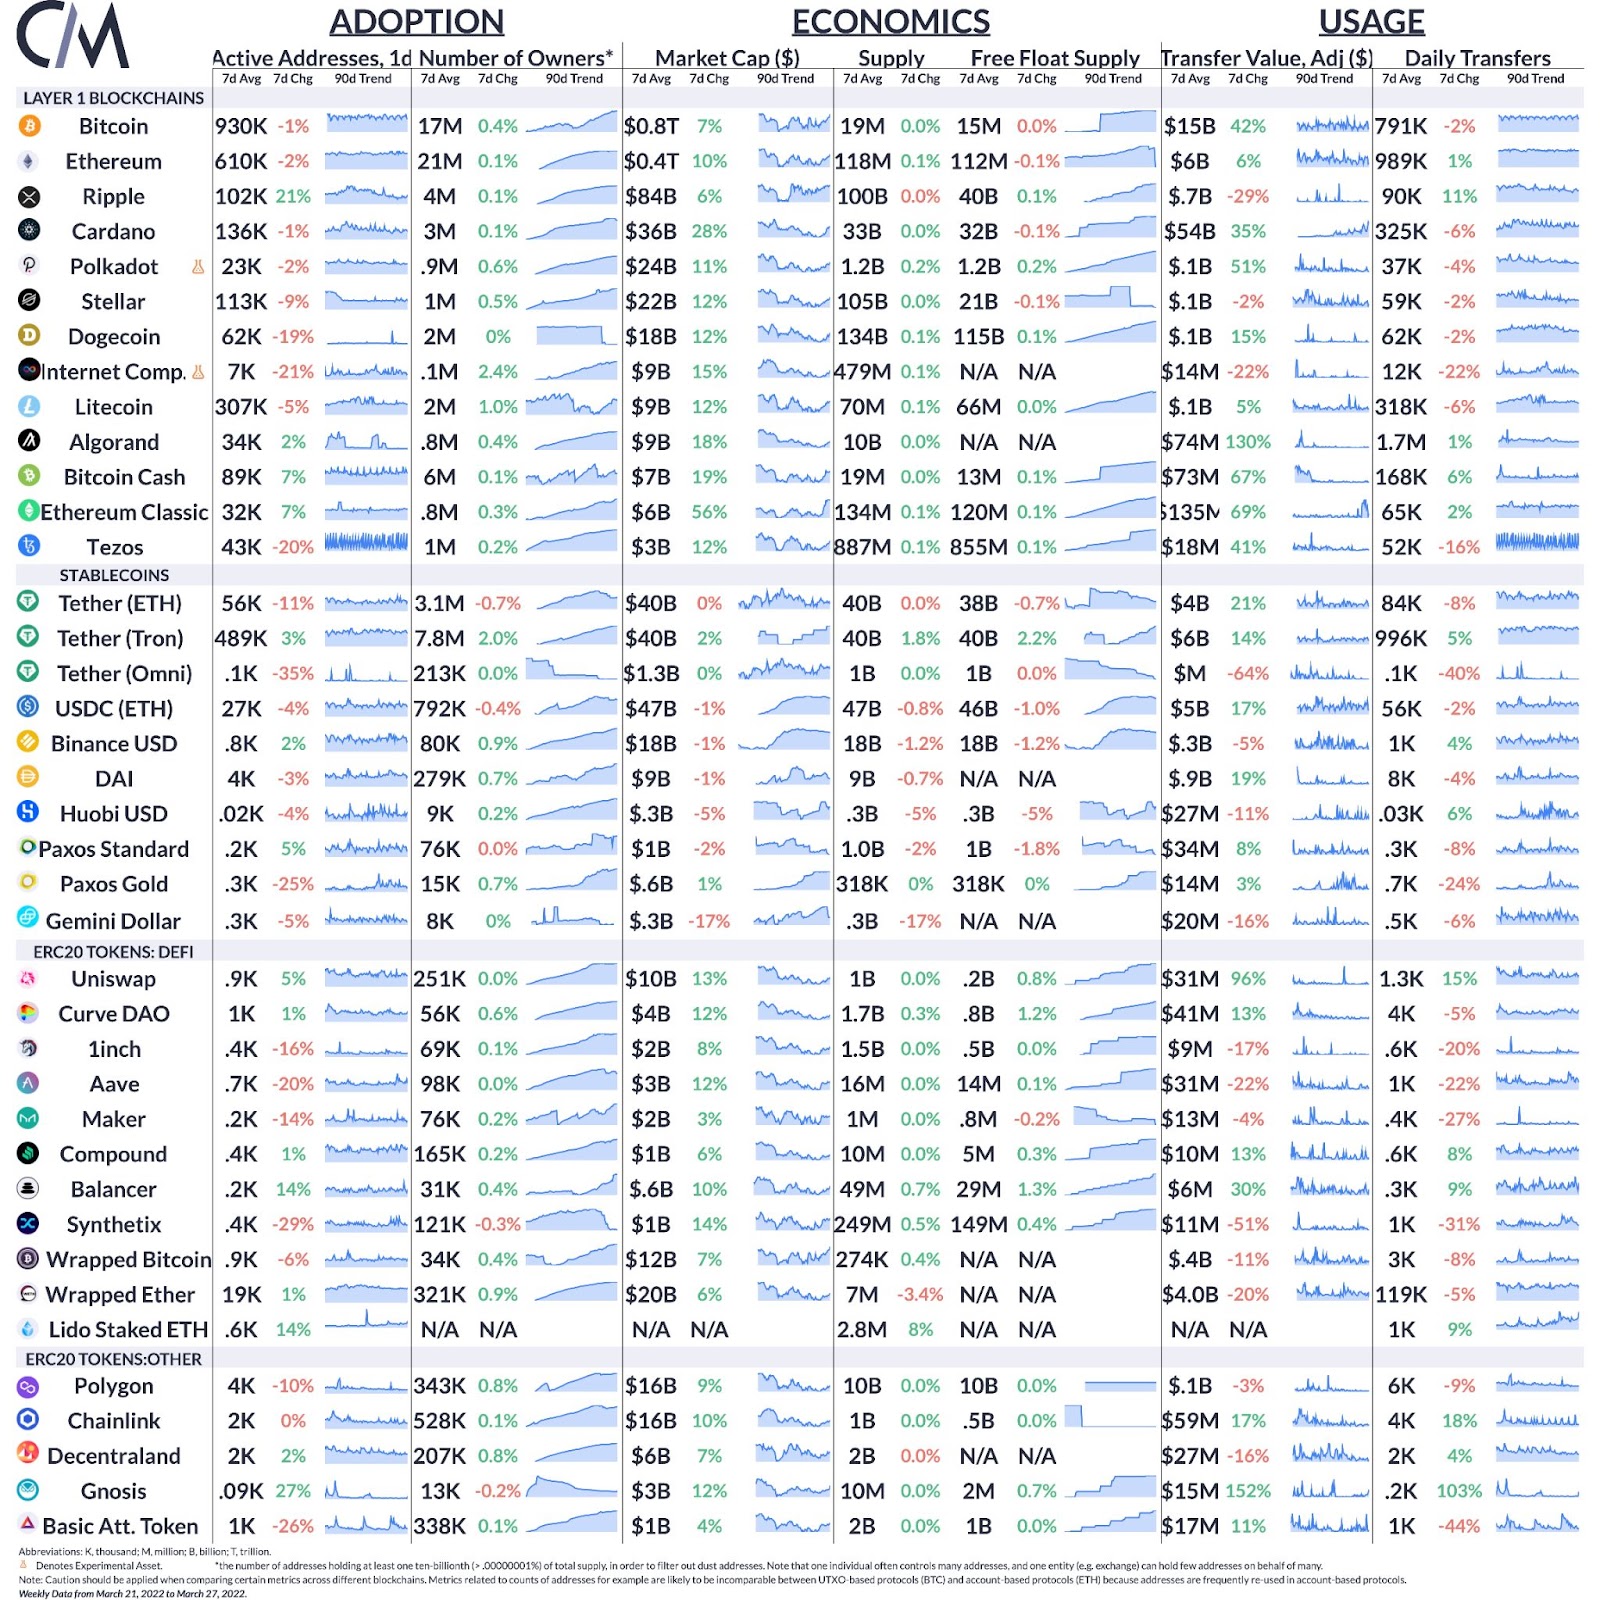 CM
ADOPTION ECONOMICS USAGE
Active Addresses, 1d Number of Owners* Market Cap ($) Supply Free Float Supply Transfer Value, Adj ($) Daily Transfers
7d Avg 7d Chg 90d Trend 7d Avg 7d Chg 90d Trend 7d Avg 7d Chg 90d Trend 7d Avg 7d Chg 7d Avg 7d Chg 90d Trend 7d Avg 7d Chg 90d Trend 7d Avg 7d Chg 90d Trend
LAYER 1 BLOCKCHAINS
Bitcoin 930K -1% 17M 0.4% $0.8T 7% 19M 0.0% 15M 0.0% $15B 42% 791K -2%
Ethereum 610K -2% 21M 0.1% $0.4T 10% 118M 0.1% 112M -0.1% $6B 6% 989K 1%
Ripple 102K 21% 4M 0.1% $84B 6% 100B 0.0% 40B 0.1% $.7B -29% 90K 11%
Cardano 136K -1% 3M 0.1% $36B 28% 33B 0.0% 32B -0.1% $54B 35% 325K -6%
Polkadot 23K -2% .9M 0.6% $24B 11% 1.2B 0.2% 1.2B 0.2% $.1B 51% 37K -4%
Stellar 113K -9% 1M 0.5% $22B 12% 105B 0.0% 21B -0.1% $.1B -2% 59K -2%
Dogecoin 62K -19% 2M 0% $18B 12% 134B 0.1% 115B 0.1% $.1B 15% 62K -2%
Internet Comp. 7K -21% .1M 2.4% $9B 15% 479M 0.1% N/A N/A $14M -22% 12K -22%
Litecoin 307K -5% 2M 1.0% $9B 12% 70M 0.1% 66M 0.0% $.1B 5% 318K -6%
Algorand 34K 2% .8M 0.4% $9B 18% 10B 0.0% N/A N/A $74M 130% 1.7M 1%
Bitcoin Cash 89K 7% 6M 0.1% $7B 19% 19M 0.0% 13M 0.1% $73M 67% 168K 6%
Ethereum Classic 32K 7% .8M 0.3% $6B 56% 134M 0.1% 120M 0.1% $135M 69% 65K 2%
Tezos 43K -20% 1M 0.2% $3B 12% 887M 0.1% 855M 0.1% $18M 41% 52K -16%
STABLECOINS
Tether (ETH) 56K -11% 3.1M -0.7% $40B 0% 40B 0.0% 38B -0.7% $4B 21% 84K -8%
Tether (Tron) 489K 3% 7.8M 2.0% $40B 2% 40B 1.8% 40B 2.2% $6B 14% 996K 5%
Tether (Omni) .1K -35% 213K 0.0% $1.3B 0% 1B 0.0% 1B 0.0% $M -64% .1K -40%
USDC (ETH) 27K -4% 792K -0.4% $47B -1% 47B -0.8% 46B -1.0% $5B 17% 56K -2%
Binance USD .8K 2% 80K 0.9% $18B -1% 18B -1.2% 18B -1.2% $.3B -5% 1K 4%
DAI 4K -3% 279K 0.7% $9B -1% 9B -0.7% N/A N/A $.9B 19% 8K -4%
Huobi USD .02K -4% 9K 0.2% $.3B -5% .3B -5% .3B -5% $27M -11% .03K 6%
Paxos Standard .2K 5% 76K 0.0% $1B -2% 1.0B -2% 1B -1.8% $34M 8% .3K -8%
Paxos Gold .3K -25% 15K 0.7% $.6B 1% 318K 0% 318K 0% $14M 3% .7K -24%
Gemini Dollar .3K -5% 8K 0% $.3B -17% .3B -17% N/A N/A $20M -16% .5K -6%
ERC20 TOKENS: DEFI
Uniswap .9K 5% 251K 0.0% $10B 13% 1B 0.0% .2B 0.8% $31M 96% 1.3K 15%
Curve DAO 1K 1% 56K 0.6% $4B 12% 1.7B 0.3% .8B 1.2% $41M 13% 4K -5%
1inch .4K -16% 69K 0.1% $2B 8% 1.5B 0.0% .5B 0.0% $9M -17% .6K -20%
Aave .7K -20% 98K 0.0% $3B 12% 16M 0.0% 14M 0.1% $31M -22% 1K -22%
Maker .2K -14% 76K 0.2% $2B 3% 1M 0.0% .8M -0.2% $13M -4% .4K -27%
Compound .4K 1% 165K 0.2% $1B 6% 10M 0.0% 5M 0.3% $10M 13% .6K 8%
Balancer .2K 14% 31K 0.4% $.6B 10% 49M 0.7% 29M 1.3% $6M 30% .3K 9%
Synthetix .4K -29% 121K -0.3% $1B 14% 249M 0.5% 149M 0.4% $11M -51% 1K -31%
Wrapped Bitcoin .9K -6% 34K 0.4% $12B 7% 274K 0.4% N/A N/A $.4B -11% 3K -8%
Wrapped Ether 19K 1% 321K 0.9% $20B 6% 7M -3.4% N/A N/A $4.0B -20% 119K -5%
Lido Staked ETH .6K 14% N/A N/A N/A N/A 2.8M 8% N/A N/A N/A N/A 1K 9%
ERC20 TOKENS:OTHER
Polygon 4K -10% 343K 0.8% $16B 9% 10B 0.0% 10B 0.0% $.1B -3% 6K -9%
Chainlink 2K 0% 528K 0.1% $16B 10% 1B 0.0% .5B 0.0% $59M 17% 4K 18%
Decentraland 2K 2% 207K 0.8% $6B 7% 2B 0.0% N/A N/A $27M -16% 2K 4%
Gnosis .09K 27% 13K -0.2% $3B 12% 10M 0.0% 2M 0.7% $15M 152% .2K 103%
Basic Att. Token 1K -26% 338K 0.1% $1B 4% 2B 0.0% 1B 0.0% $17M 11% 1K -44%
Abbreviations: K, thousand; M, million; B, billion; T, trillion.
Denotes Experimental Asset. *the number of addresses holding at least one ten-billionth (> .00000001%) of total supply, in order to filter out dust addresses. Note that one individual often controls many addresses, and one entity (e.g. exchange) can hold few addresses on behalf of many.
Note: Caution should be applied when comparing certain metrics across different blockchains. Metrics related to counts of addresses for example are likely to be incomparable between UTXO-based protocols (BTC) and account-based protocols (ETH) because addresses are frequently re-used in account-based protocols.
Weekly Data from March 21, 2022 to March 27, 2022.